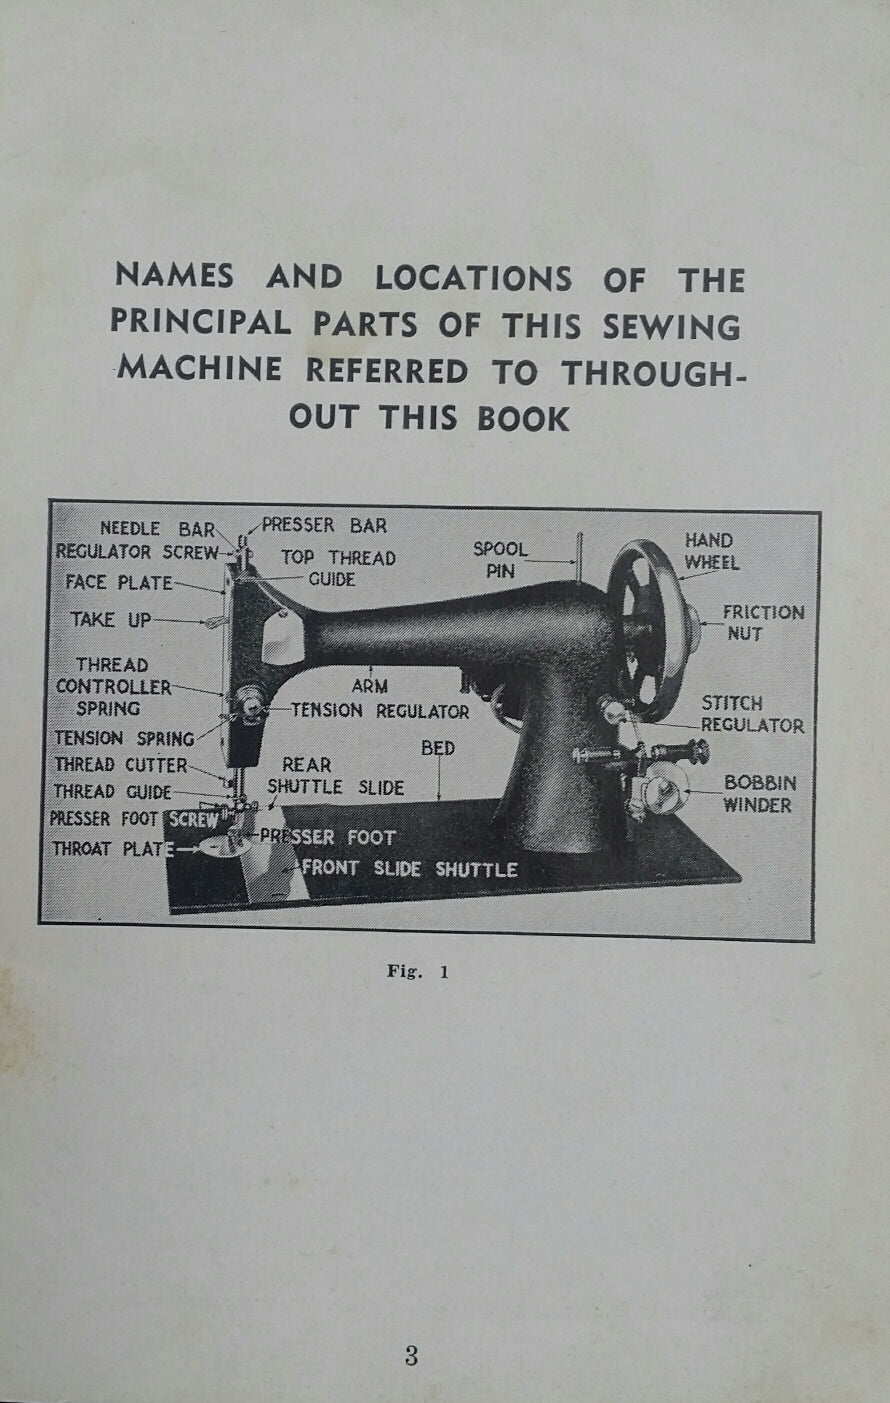 NAMES AND LOCATIONS OF THE
PRINCIPAL PARTS OF THIS SEWING
MACHINE REFERRED TO THROUGH-
OUT THIS BOOK
NEEDLE BAR
PRESSER BAR
REGULATOR SCREW
TOP THREAD
GUIDE
FACE PLATE
TAKE UP
THREAD
CONTROLLER
SPRING
TENSION SPRING
THREAD CUTTER
THREAD GUIDE
PRESSER FOOT SCREW
THROAT PLATE
ARM
TENSION REGULATOR
BED
REAR
SHUTTLE SLIDE
PRESSER FOOT
FRONT SLIDE SHUTTLE
SPOOL
PIN
HAND
WHEEL
FRICTION
NUT
STITCH
REGULATOR
BOBBIN
WINDER
Fig. 1
3